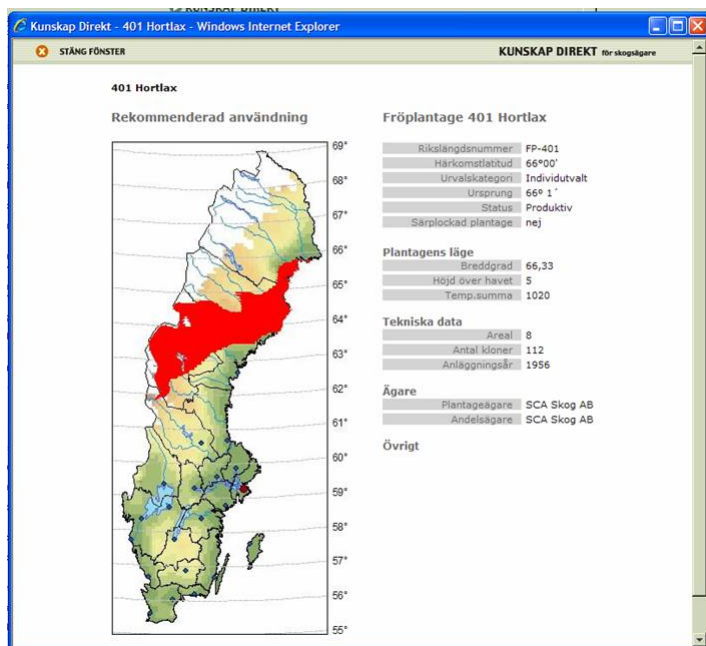 Kunskap Direkt - 401 Hortlax - Windows Internet Explorer
STÄNG FÖNSTER
KUNSKAP DIREKT för skogsägare
401 Hortlax
Rekommenderad användning
69°
68°
67°
66°
65°
64°
63°
62°
61°
60°
59°
58°
57°
56°
55°
Fröplantage 401 Hortlax
Rikslängdsnummer FP-401
Härkomstlatitud 66°00'
Urvalskategori Individutvalt
Ursprung 66º 1´
Status Produktiv
Särplockad plantage nej
Plantagens läge
Breddgrad 66,33
Höjd över havet 5
Temp.summa 1020
Tekniska data
Areal 8
Antal kloner 112
Anläggningsår 1956
Ägare
Plantageägare SCA Skog AB
Andelsägare SCA Skog AB
Övrigt